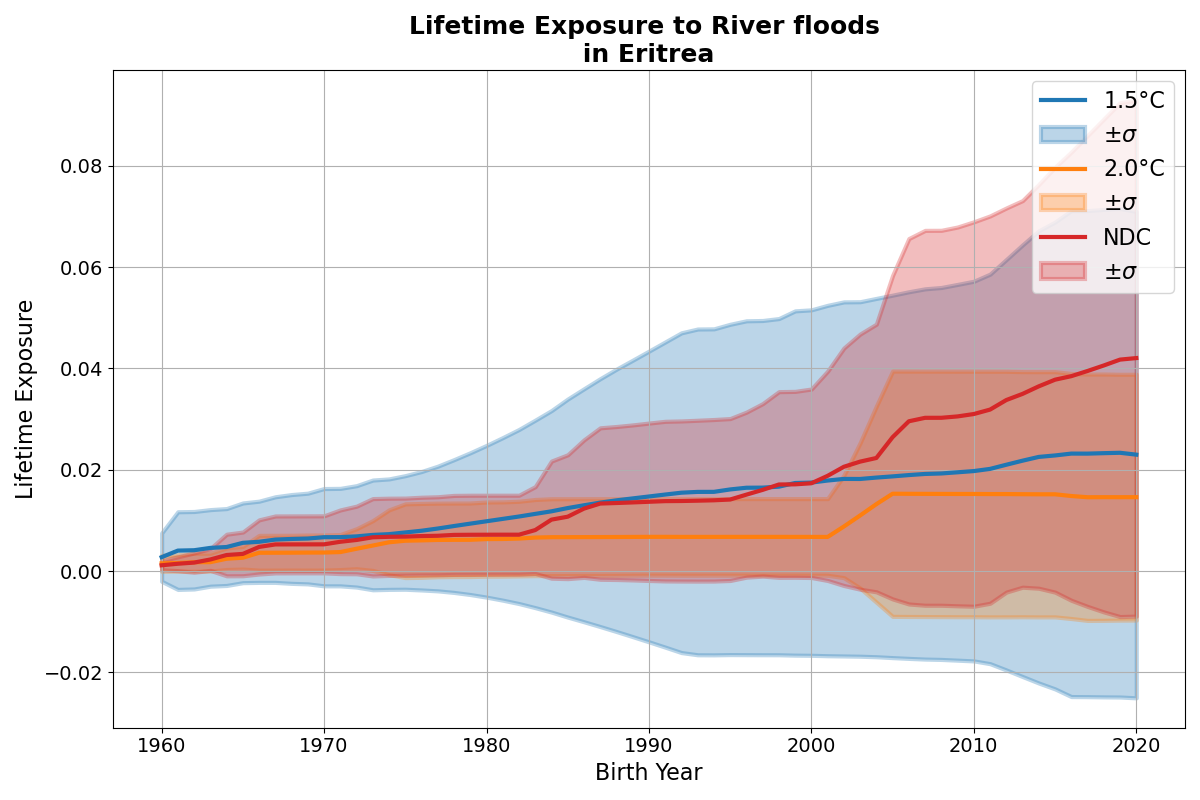 Lifetime Exposure to River floods
in Eritrea
Lifetime Exposure
0.08
0.06
0.04
0.02
0.00
−0.02
1960
1970
1980
1990
2000
2010
2020
Birth Year
1.5°C
±σ
2.0°C
±σ
NDC
±σ